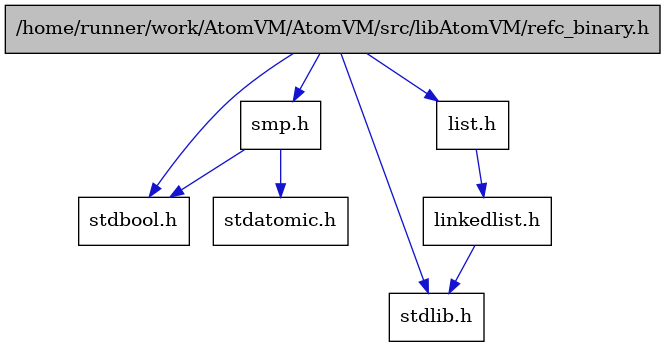 /home/runner/work/AtomVM/AtomVM/src/libAtomVM/refc_binary.h
smp.h
list.h
stdbool.h
stdatomic.h
linkedlist.h
stdlib.h